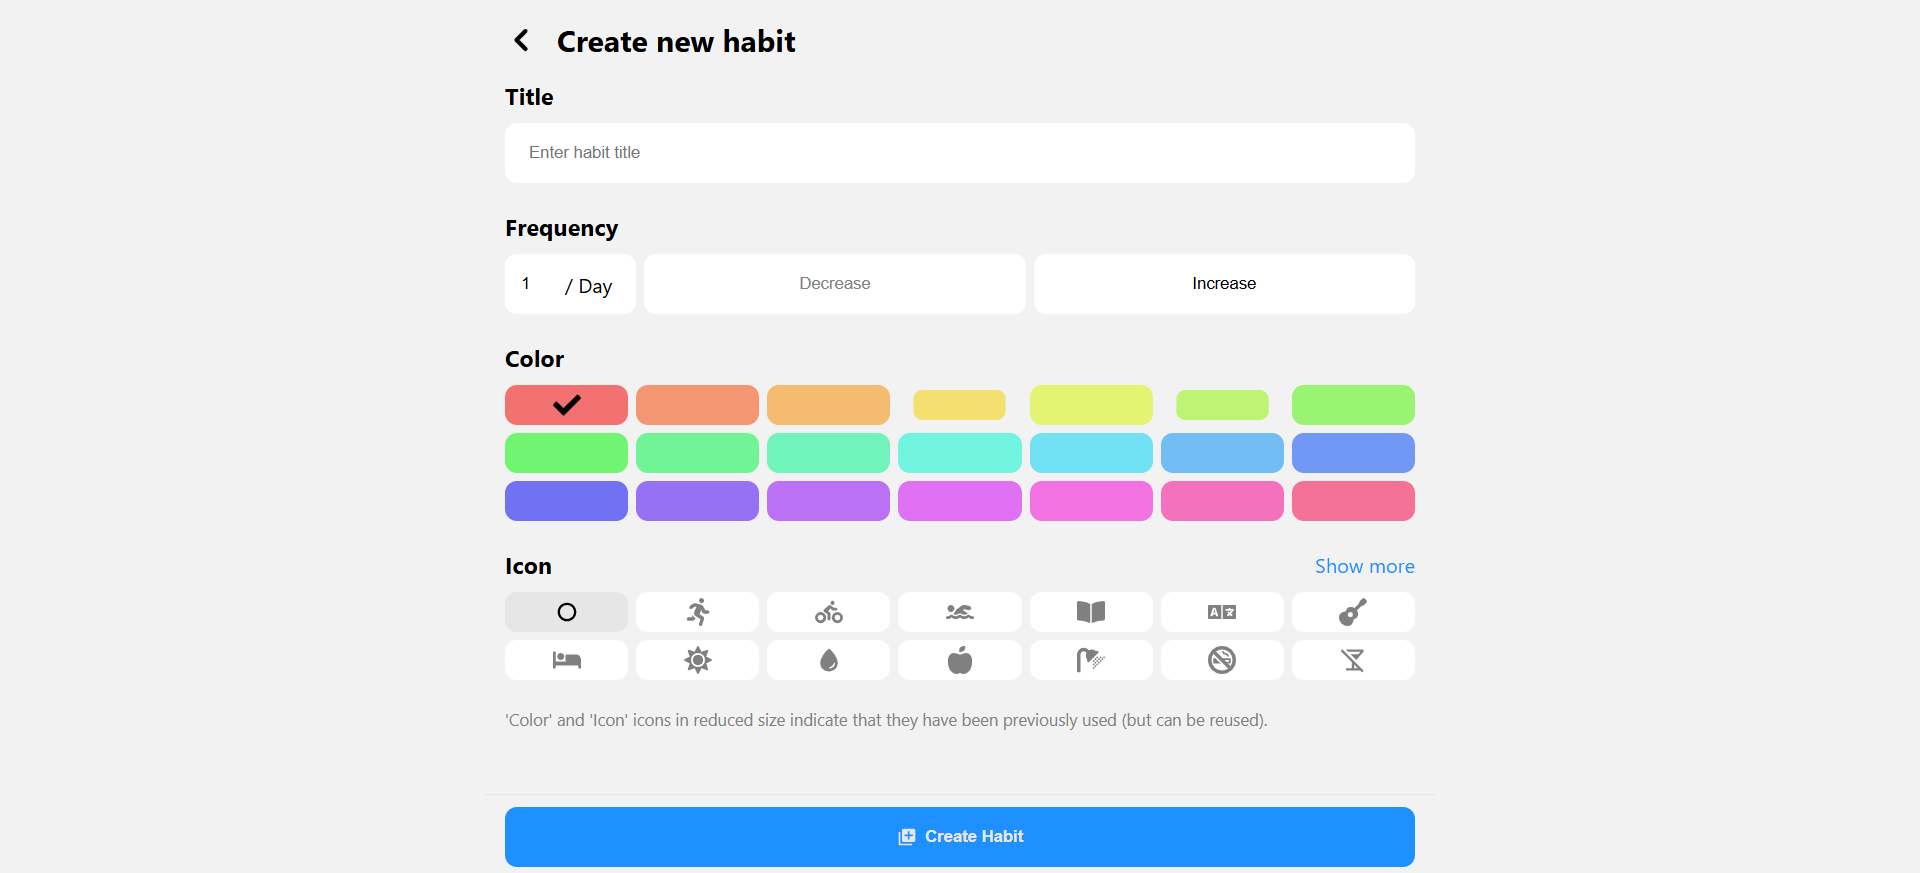 Create new habit
Title
Enter habit title
Frequency
1 / Day Decrease Increase
Color
Icon Show more
A
'Color' and 'Icon' icons in reduced size indicate that they have been previously used (but can be reused).
Create Habit